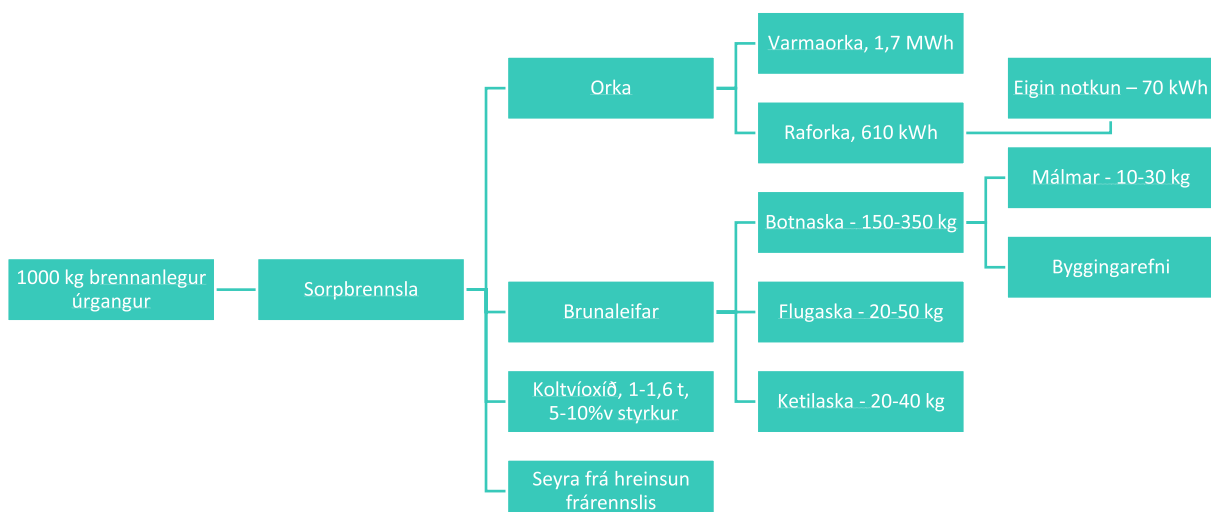 1000 kg brennanlegur
úrgangur
Sorpbrennsla
Orka
Varmaorka, 1,7 MWh
Raforka, 610 kWh
Eigin notkun – 70 kWh
Brunaleifar
Botnaska - 150-350 kg
Málmar - 10-30 kg
Byggingarefni
Flugaska - 20-50 kg
Ketilaska - 20-40 kg
Koltvíoxíð, 1-1,6 t,
5-10%v styrkur
Seyra frá hreinsun
frárennslis